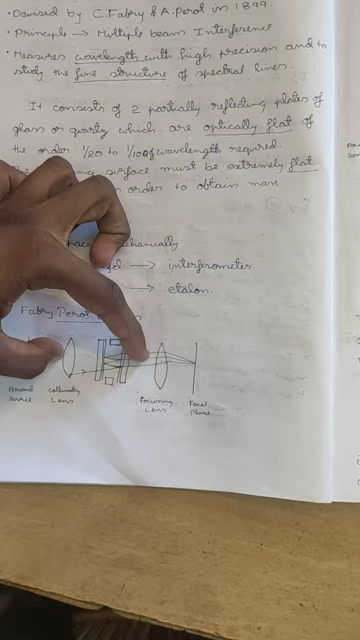 • Devised by C. Fabry & A. Perot in 1899.
• Principle → Multiple beam Interference
• Measures wavelength with high precision and to
study the fine structure of spectral lines.
It consists of 2 partially reflecting plates of
glass or quartz which are optically flat of
the order 1/20 to 1/100 of wavelength required.
surface must be extremely flat
order to obtain
mechanically
→ interferometer
→ etalon.
Fabry Perot
Broad Source
Collimating Lens
focussing Lens
Focal Plane